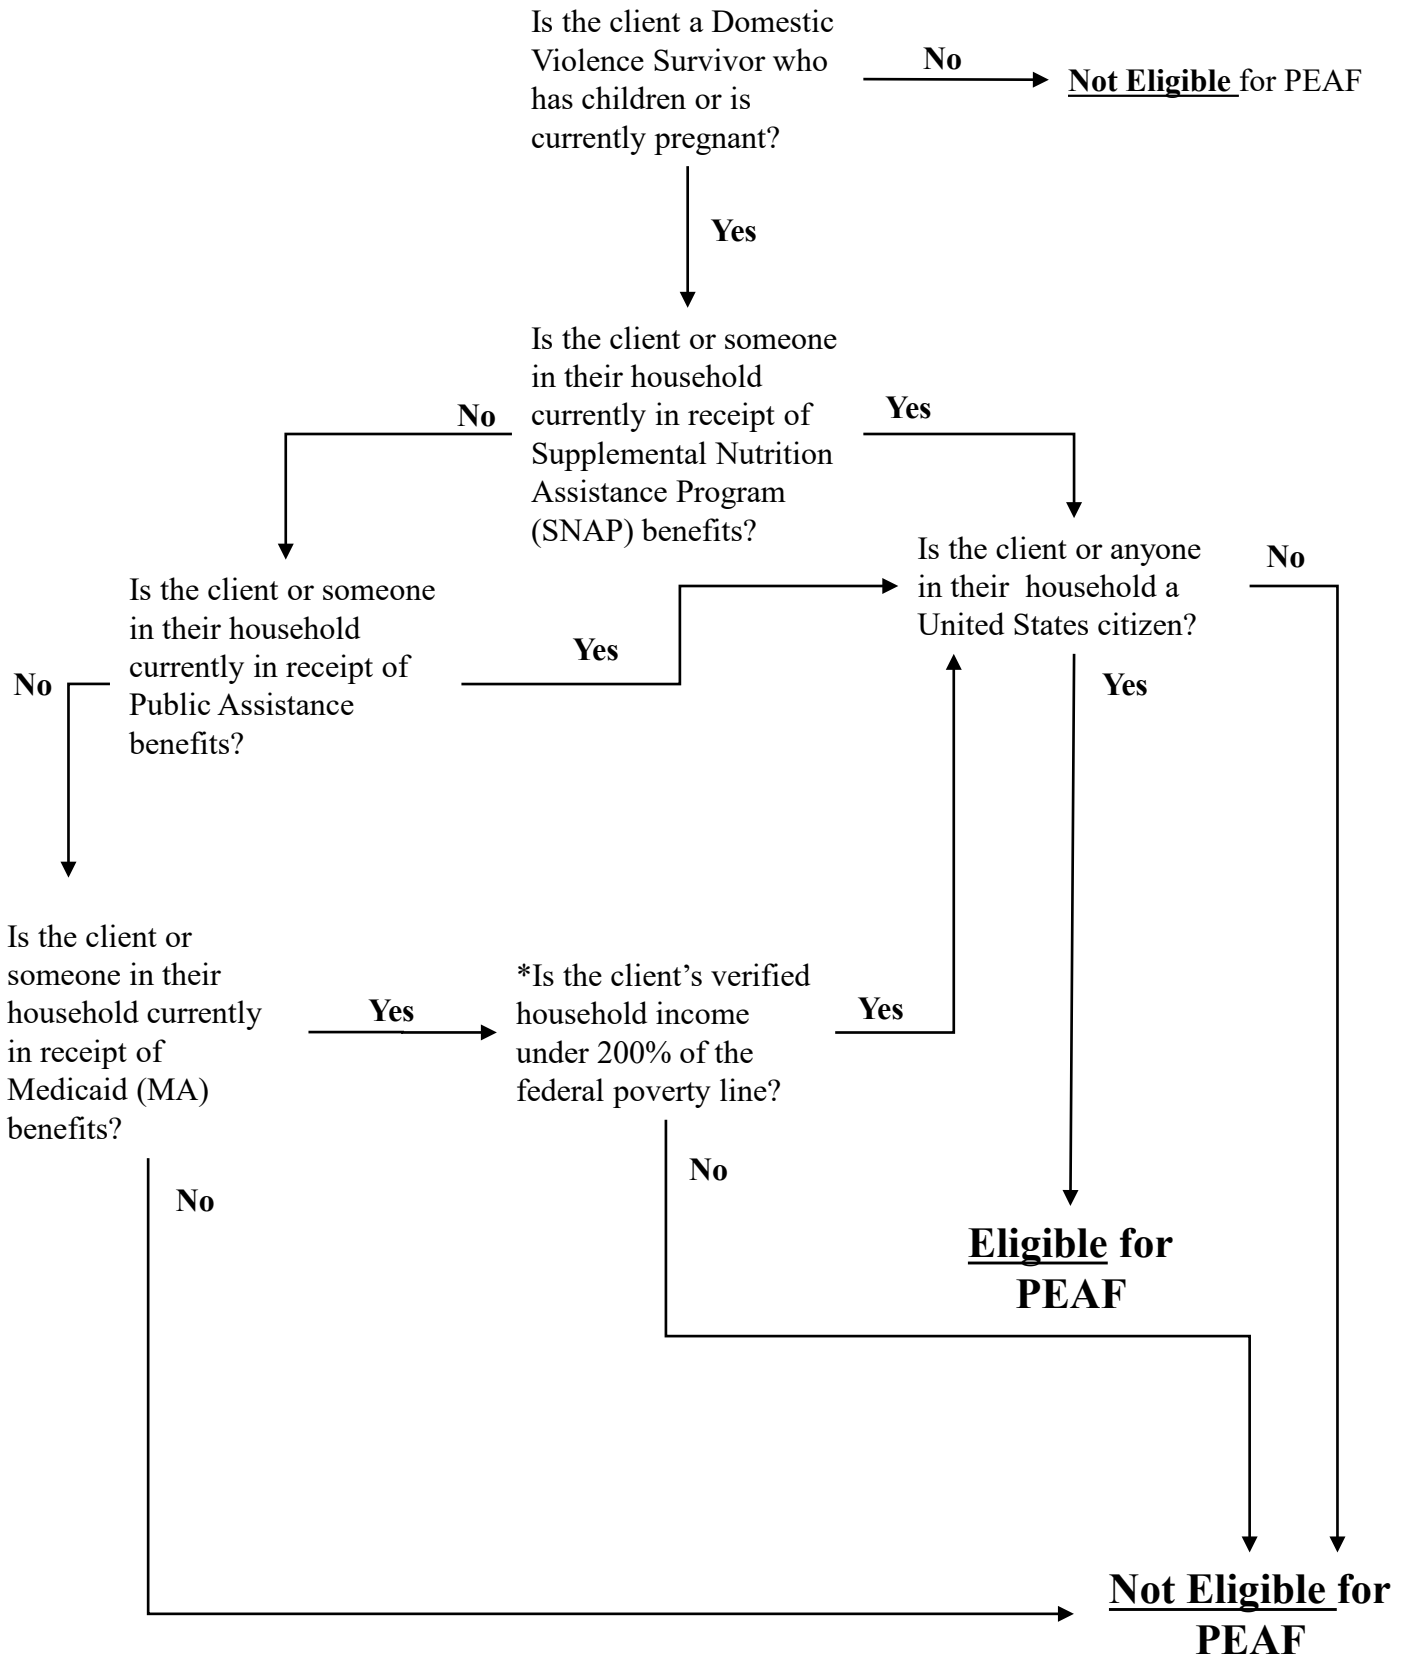 Is the client a Domestic
Violence Survivor who
has children or is
currently pregnant?
No
Not Eligible for PEAF
Yes
Is the client or someone
in their household
currently in receipt of
Supplemental Nutrition
Assistance Program
(SNAP) benefits?
No
Yes
Is the client or anyone
in their household a
United States citizen?
No
Yes
Is the client or someone
in their household
currently in receipt of
Public Assistance
benefits?
Yes
No
Is the client or
someone in their
household currently
in receipt of
Medicaid (MA)
benefits?
Yes
No
*Is the client’s verified
household income
under 200% of the
federal poverty line?
Yes
No
Eligible for
PEAF
Not Eligible for
PEAF